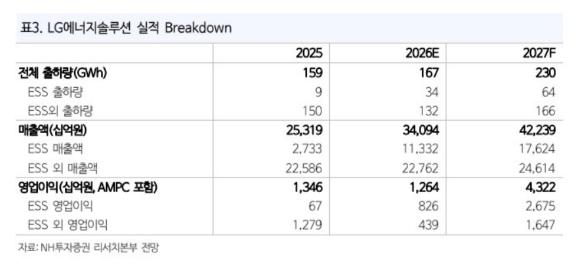 표3. LG에너지솔루션 실적 Breakdown
2025 2026E 2027F
전체 출하량(GWh) 159 167 230
ESS 출하량 9 34 64
ESS외 출하량 150 132 166
매출액(십억원) 25,319 34,094 42,239
ESS 매출액 2,733 11,332 17,624
ESS 외 매출액 22,586 22,762 24,614
영업이익(십억원, AMPC 포함) 1,346 1,264 4,322
ESS 영업이익 67 826 2,675
ESS 외 영업이익 1,279 439 1,647
자료: NH투자증권 리서치본부 전망